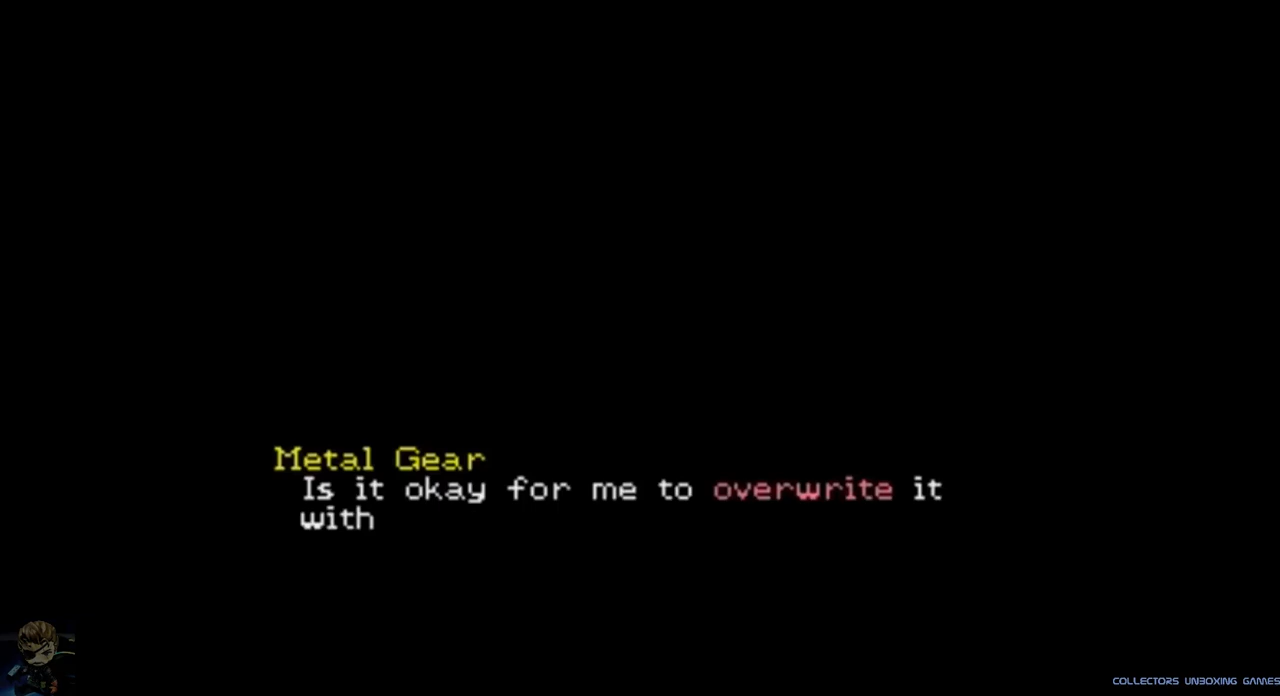 Metal Gear
Is it okay for me to overwrite it
with
COLLECTORS UNBOXING GAMES